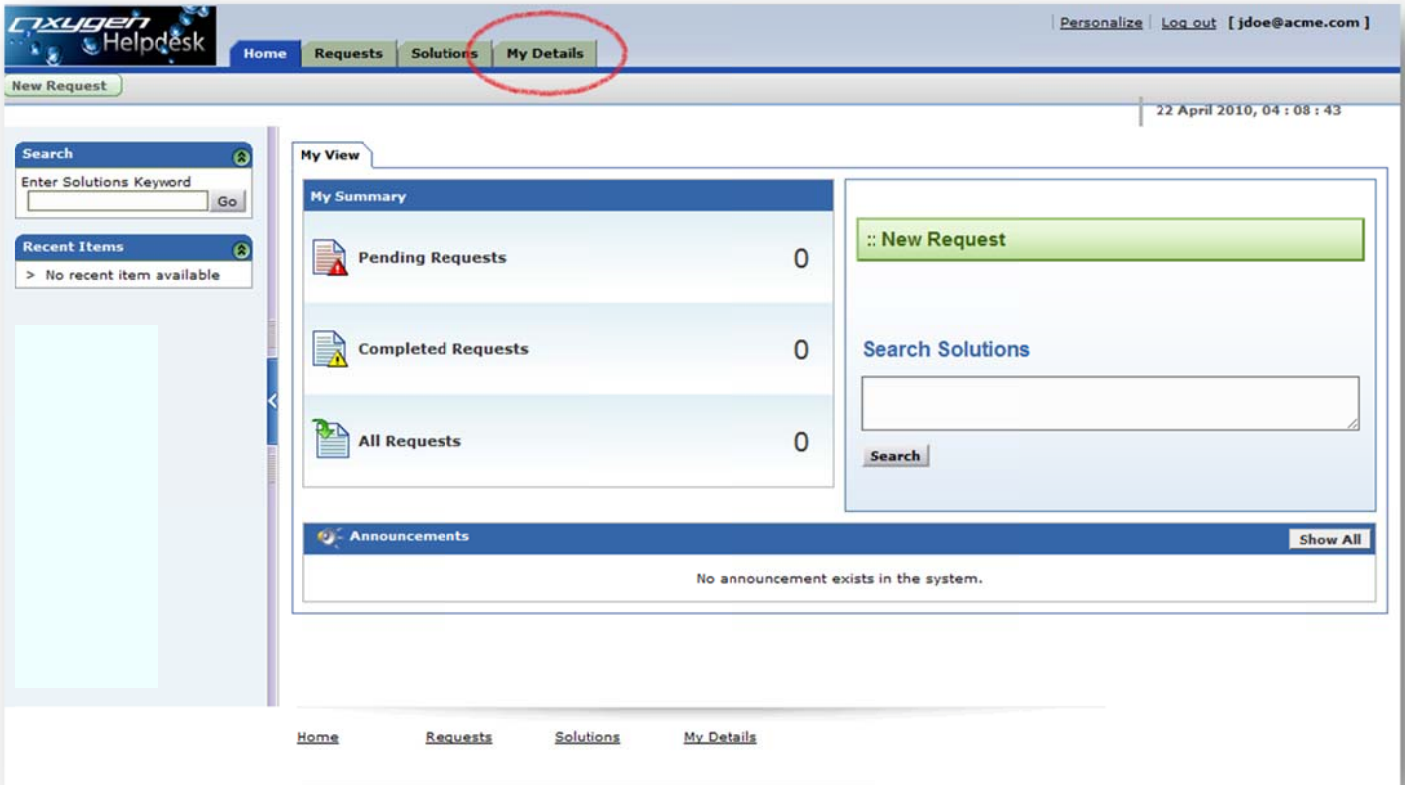 oxygen
Helpdesk
Personalize Log out [ jdoe@acme.com ]
Home Requests Solutions My Details
New Request
22 April 2010, 04 : 08 : 43
Search
Enter Solutions Keyword
Go
Recent Items
> No recent item available
My View
My Summary
Pending Requests 0
Completed Requests 0
All Requests 0
:: New Request
Search Solutions
Search
Announcements Show All
No announcement exists in the system.
Home Requests Solutions My Details